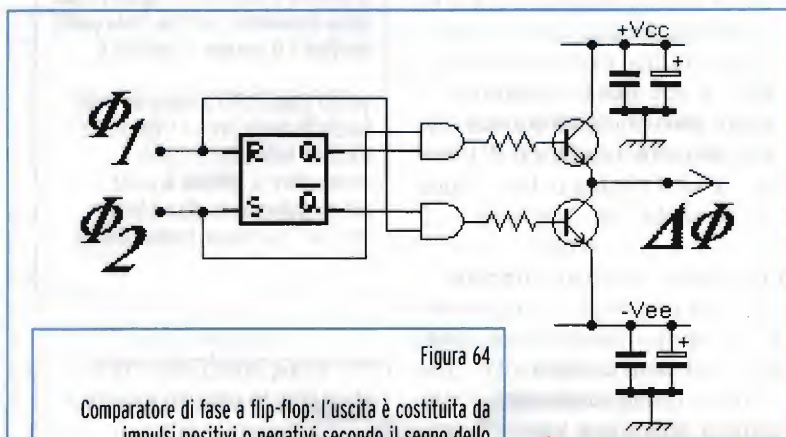 +Vcc
+
Φ1
R Q
S Q̅
Φ2
ΔΦ
-Vee
+
Figura 64
Comparatore di fase a flip-flop: l'uscita è costituita da
impulsi positivi o negativi secondo il segno dello